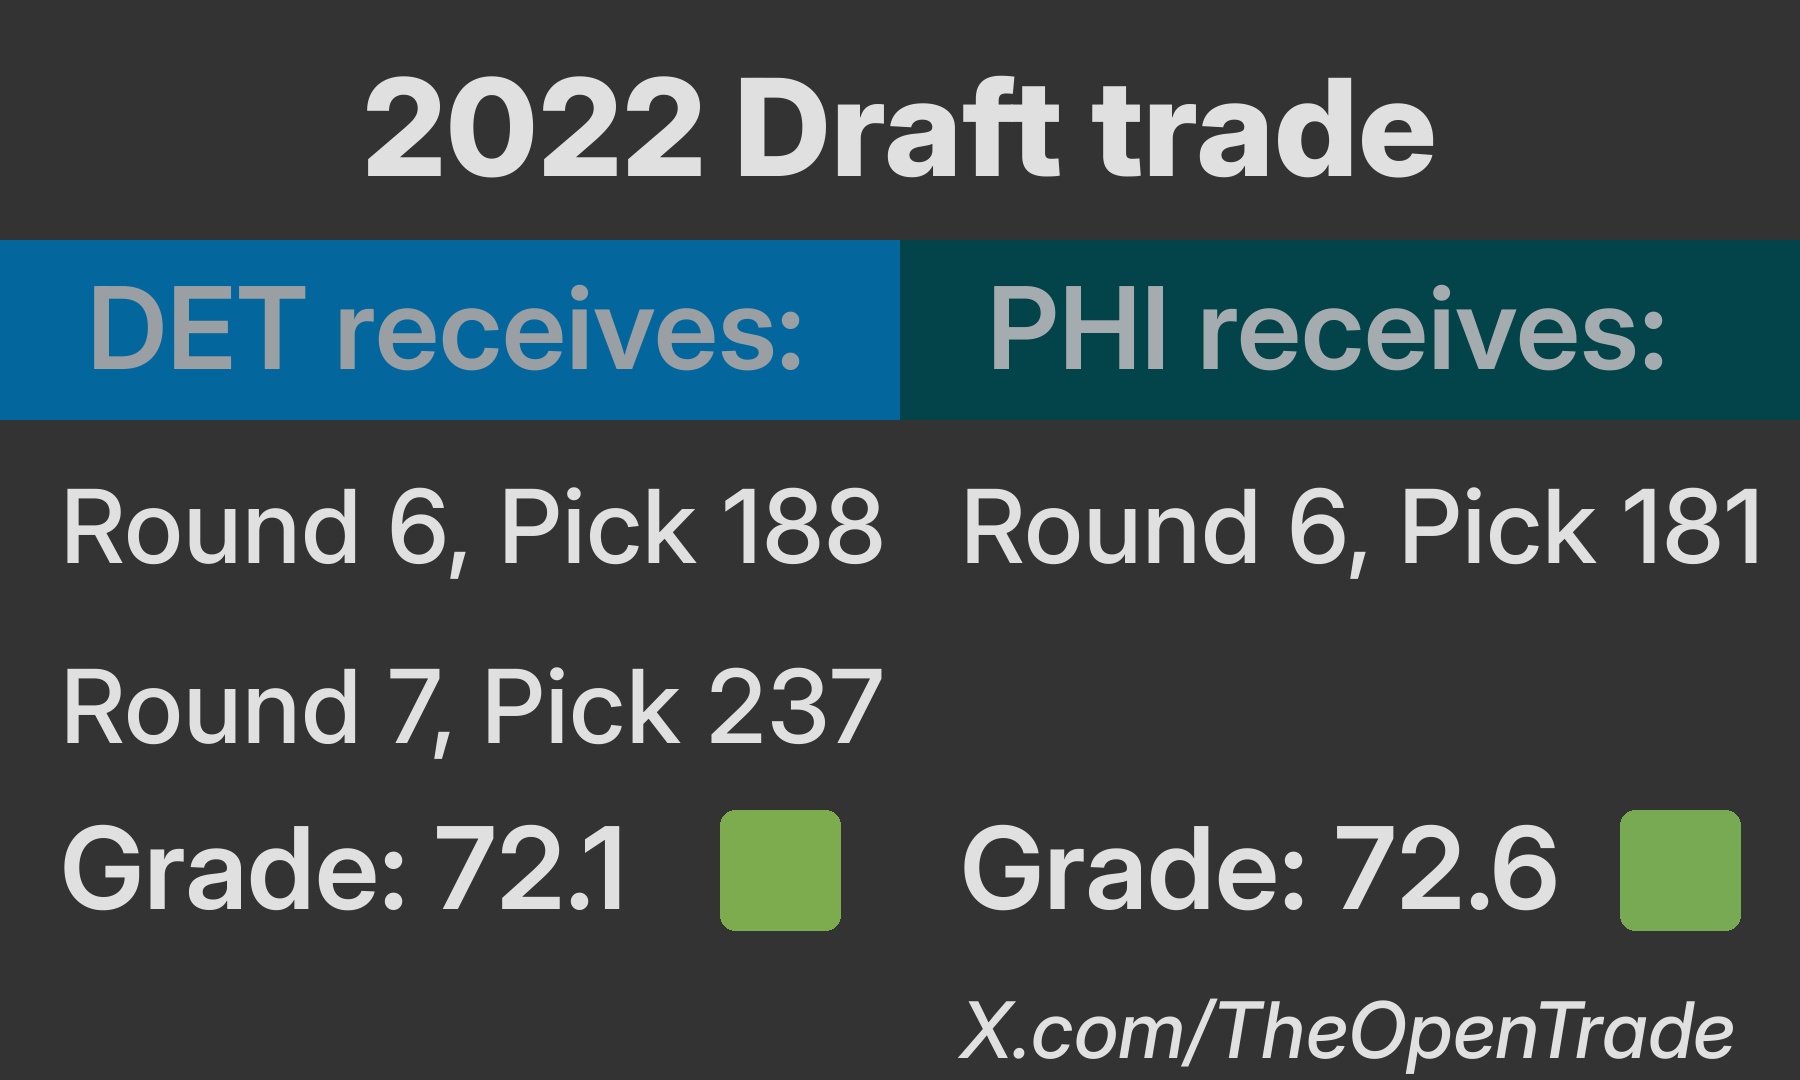 2022 Draft trade
DET receives:
PHI receives:
Round 6, Pick 188
Round 6, Pick 181
Round 7, Pick 237
Grade: 72.1
Grade: 72.6
X.com/TheOpenTrade